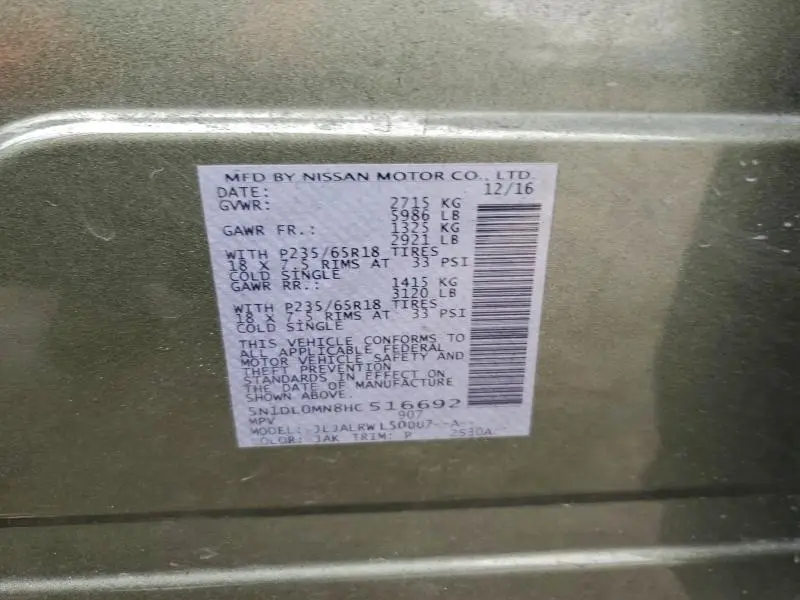 MFD BY NISSAN MOTOR CO., LTD.
DATE: 12/16
GVWR: 2715 KG
5986 LB
GAWR FR.: 1325 KG
2921 LB
WITH P235/65R18 TIRES
18 X 7.5 RIMS AT 33 PSI
COLD SINGLE
GAWR RR.: 1415 KG
3120 LB
WITH P235/65R18 TIRES
18 X 7.5 RIMS AT 33 PSI
COLD SINGLE
THIS VEHICLE CONFORMS TO
ALL APPLICABLE FEDERAL
MOTOR VEHICLE SAFETY AND
THEFT PREVENTION
STANDARDS IN EFFECT ON
THE DATE OF MANUFACTURE
SHOWN ABOVE.
5N1DL0MN8HC516692
MPV 907
MODEL: JLJALRWL50DU7--A--
COLOR: JAK TRIM: P 2530A